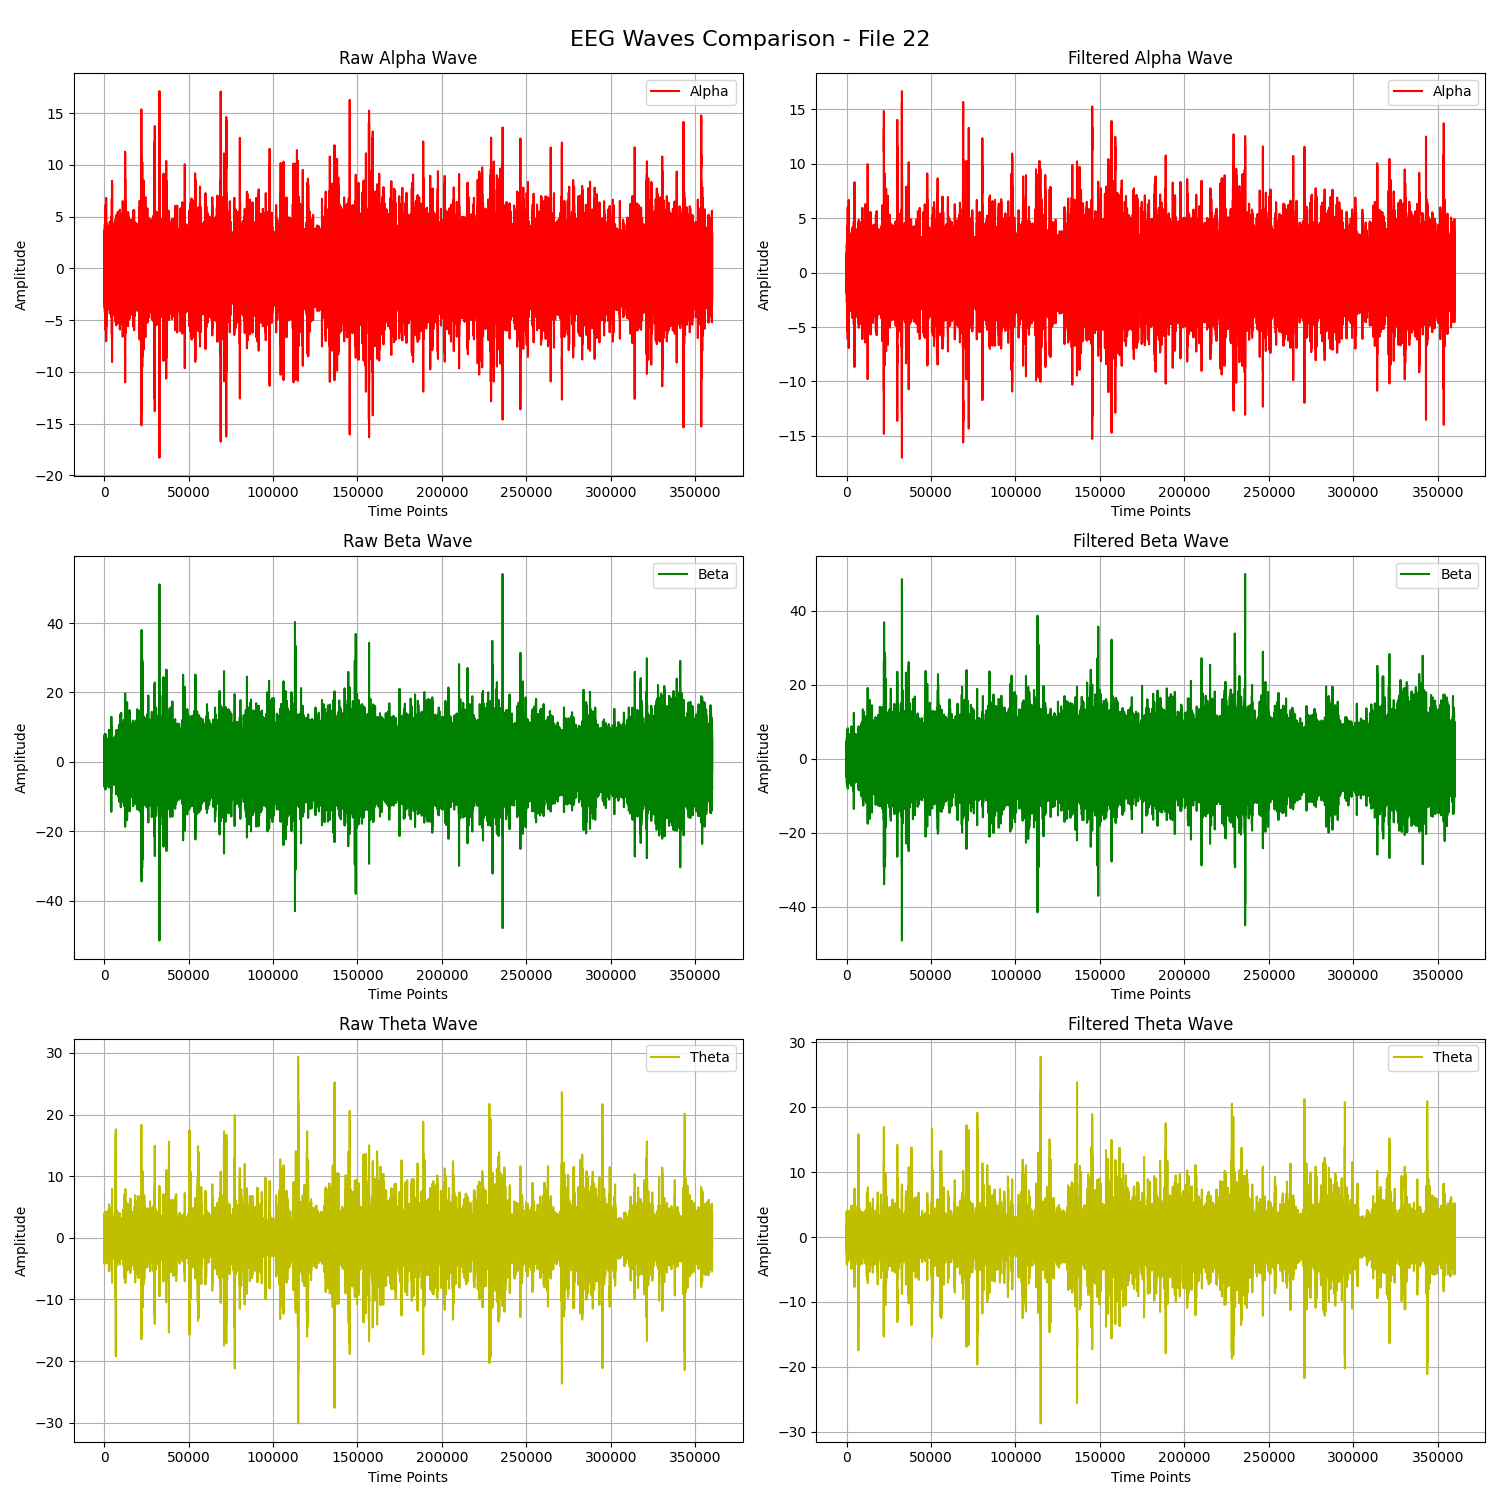 EEG Waves Comparison - File 22
Raw Alpha Wave
Alpha
Amplitude
15
10
5
0
−5
−10
−15
−20
0 50000 100000 150000 200000 250000 300000 350000
Time Points
Filtered Alpha Wave
Alpha
Amplitude
15
10
5
0
−5
−10
−15
0 50000 100000 150000 200000 250000 300000 350000
Time Points
Raw Beta Wave
Beta
Amplitude
40
20
0
−20
−40
0 50000 100000 150000 200000 250000 300000 350000
Time Points
Filtered Beta Wave
Beta
Amplitude
40
20
0
−20
−40
0 50000 100000 150000 200000 250000 300000 350000
Time Points
Raw Theta Wave
Theta
Amplitude
30
20
10
0
−10
−20
−30
0 50000 100000 150000 200000 250000 300000 350000
Time Points
Filtered Theta Wave
Theta
Amplitude
30
20
10
0
−10
−20
−30
0 50000 100000 150000 200000 250000 300000 350000
Time Points